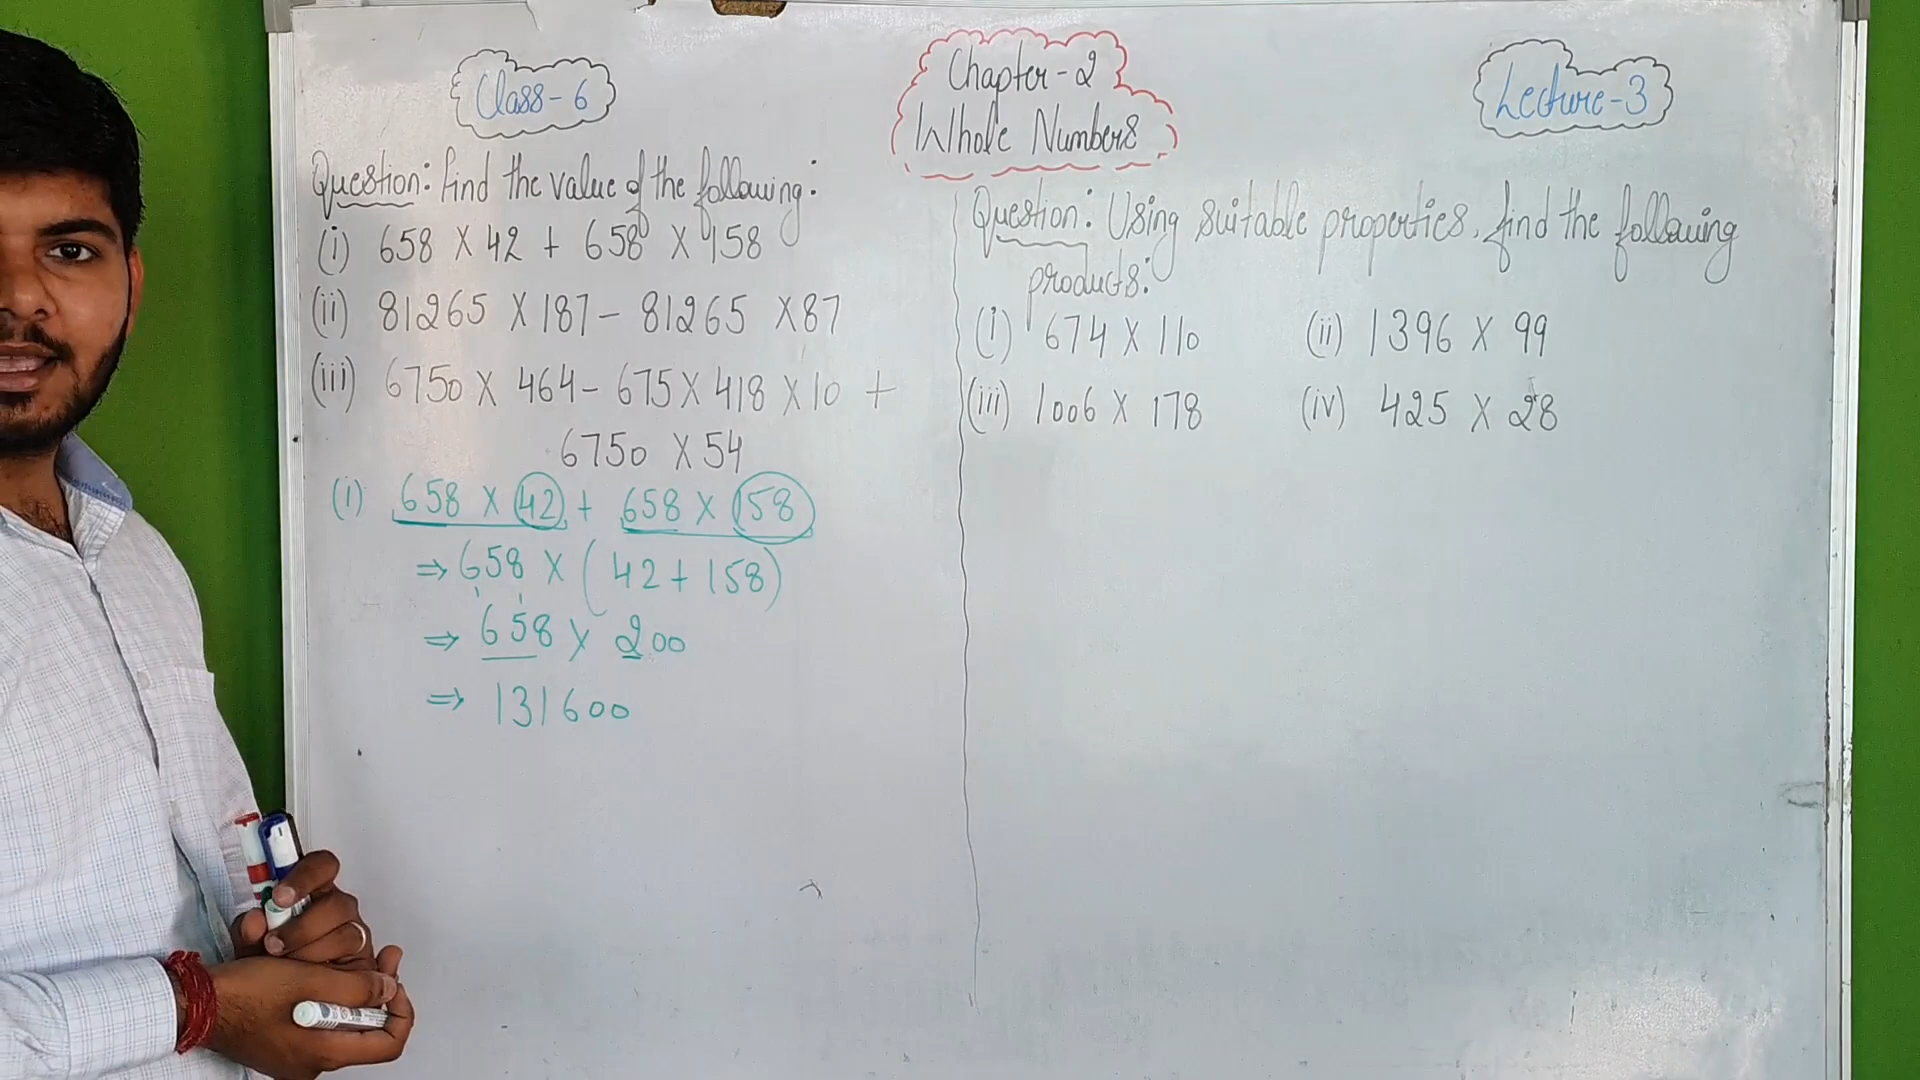 Class-6
Chapter-2
Whole Numbers
Lecture-3
Question: Find the value of the following:
(i) 658 X 42 + 658 X 158
(ii) 81265 X 187 - 81265 X 87
(iii) 6750 X 464 - 675 X 418 X 10 +
6750 X 54
(i) 658 X 42 + 658 X 158
⇒ 658 X (42 + 158)
⇒ 658 X 200
⇒ 131600
Question: Using suitable properties, find the following
products:
(i) 674 X 110 (ii) 1396 X 99
(iii) 1006 X 178 (iv) 425 X 28